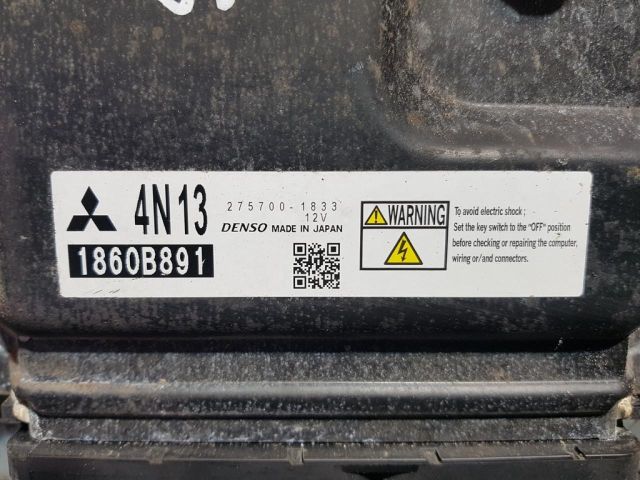 4N13
1860B891
275700-1833
12V
DENSO MADE IN JAPAN
WARNING
To avoid electric shock ;
Set the key switch to the "OFF" position
before checking or repairing the computer,
wiring or/and connectors.